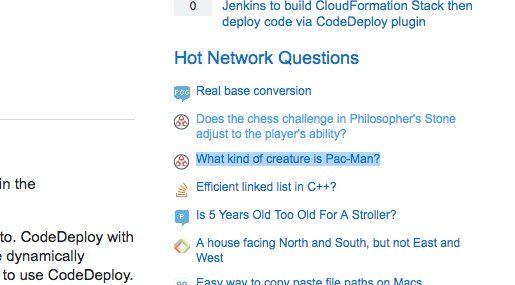 0
Jenkins to build CloudFormation Stack then
deploy code via CodeDeploy plugin
Hot Network Questions
PCG
Real base conversion
Does the chess challenge in Philosopher's Stone
adjust to the player's ability?
What kind of creature is Pac-Man?
Efficient linked list in C++?
P
Is 5 Years Old Too Old For A Stroller?
A house facing North and South, but not East and
West
Easy way to copy paste file paths on Macs
in the
to. CodeDeploy with
dynamically
to use CodeDeploy.